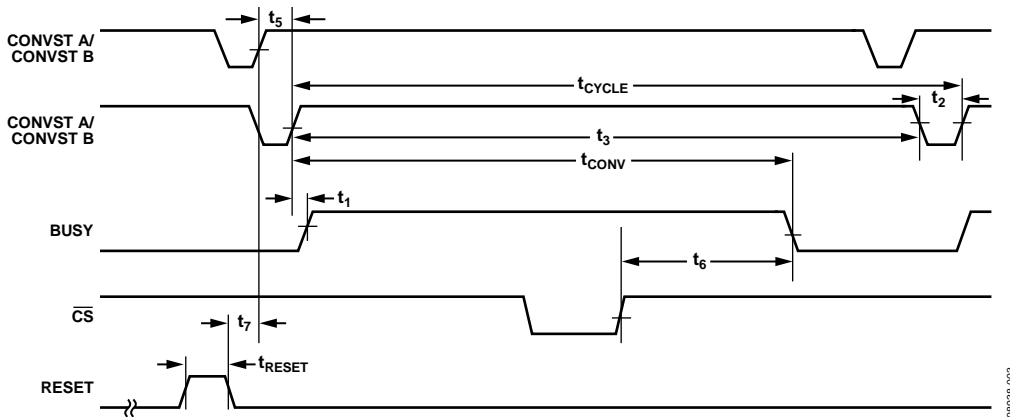 t5
CONVST A/
CONVST B
tCYCLE
t2
CONVST A/
CONVST B
t3
tCONV
t1
BUSY
t6
CS
t7
tRESET
RESET